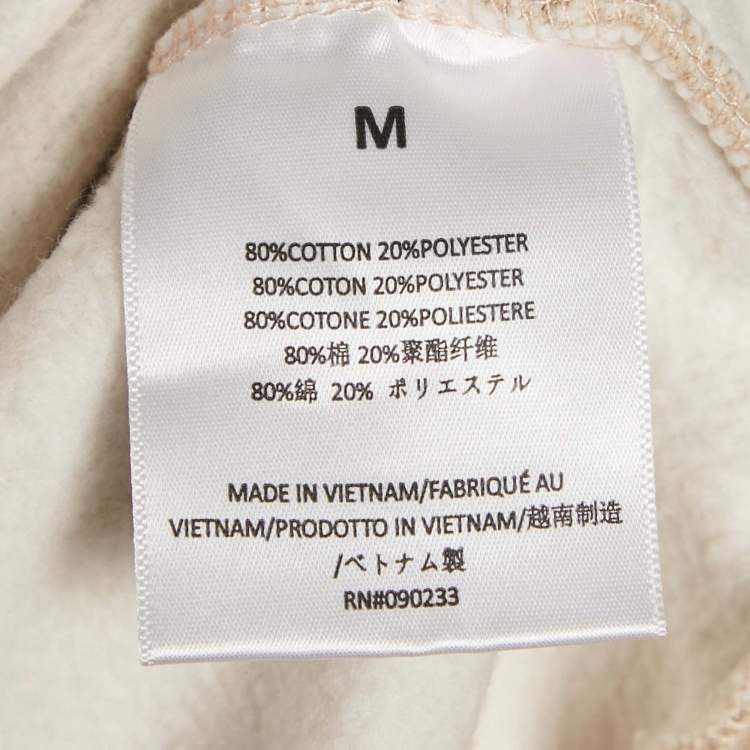 M
80%COTTON 20%POLYESTER
80%COTON 20%POLYESTER
80%COTONE 20%POLIESTERE
80%棉 20%聚酯纤维
80%綿 20% ポリエステル
MADE IN VIETNAM/FABRIQUÉ AU
VIETNAM/PRODOTTO IN VIETNAM/越南制造
/ベトナム製
RN#090233